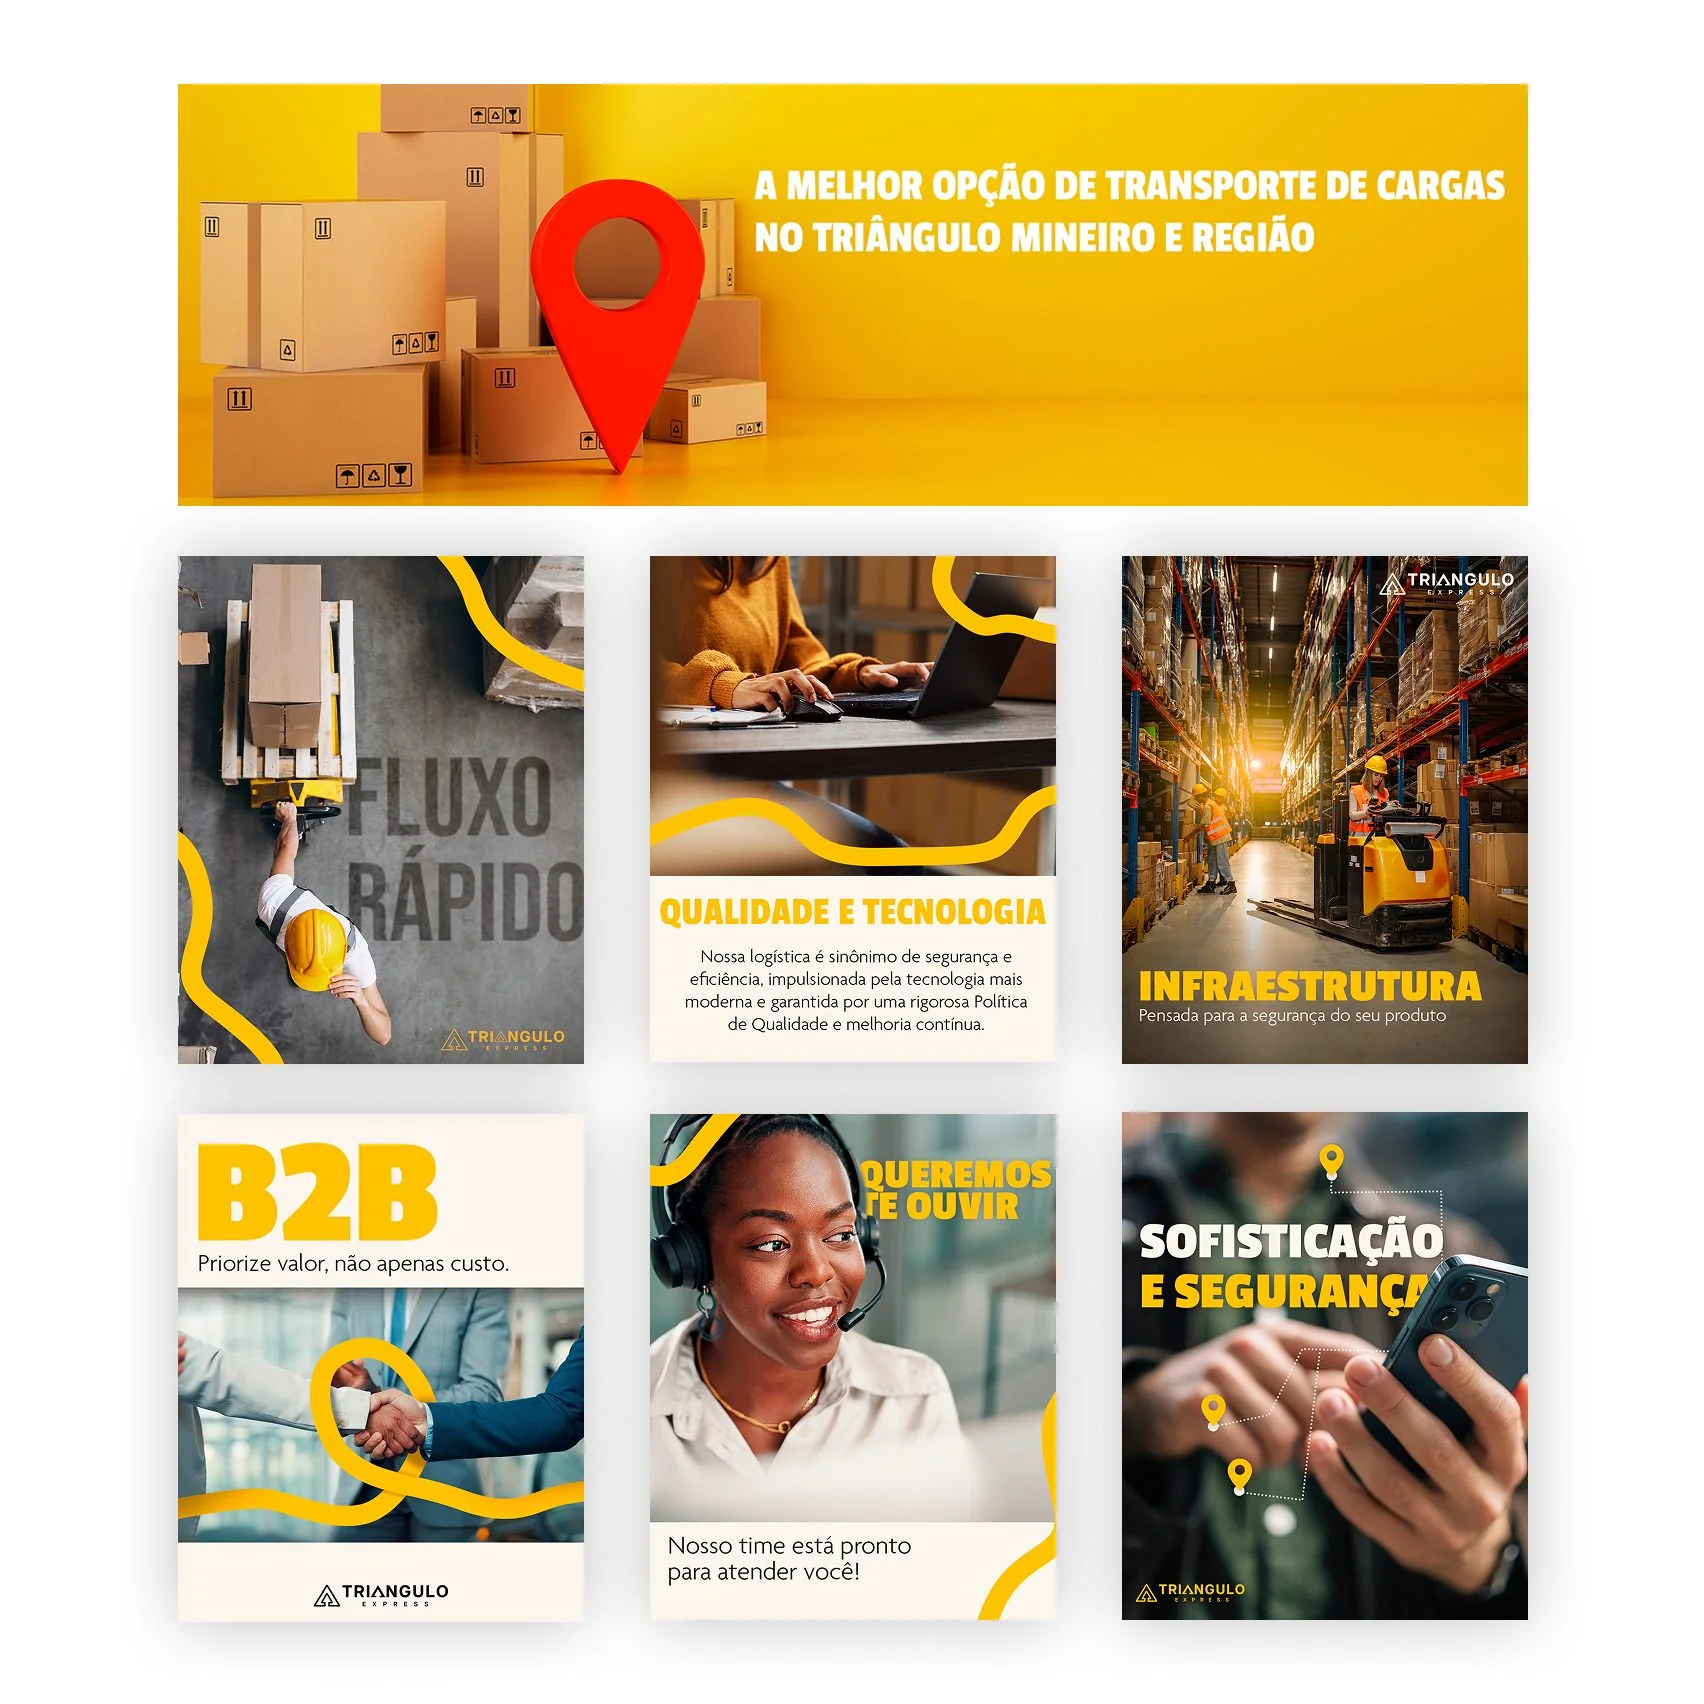 A MELHOR OPÇÃO DE TRANSPORTE DE CARGAS
NO TRIÂNGULO MINEIRO E REGIÃO
FLUXO
RÁPIDO
TRIANGULO
EXPRESS
QUALIDADE E TECNOLOGIA
Nossa logística é sinônimo de segurança e
eficiência, impulsionada pela tecnologia mais
moderna e garantida por uma rigorosa Política
de Qualidade e melhoria contínua.
TRIANGULO
EXPRESS
INFRAESTRUTURA
Pensada para a segurança do seu produto
B2B
Priorize valor, não apenas custo.
TRIANGULO
EXPRESS
QUEREMOS
TE OUVIR
Nosso time está pronto
para atender você!
SOFISTICAÇÃO
E SEGURANÇA
TRIANGULO
EXPRESS